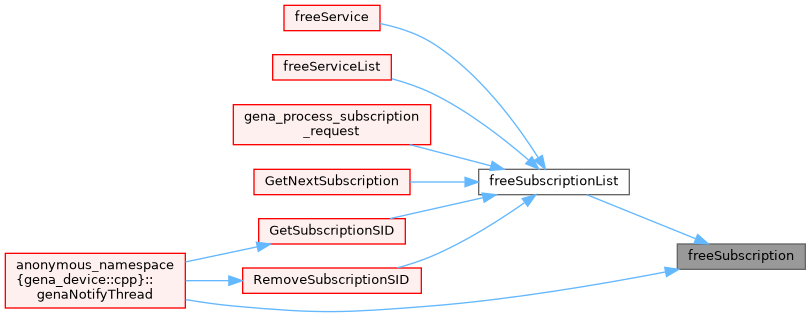 freeService
freeServiceList
gena_process_subscription
_request
GetNextSubscription
freeSubscriptionList
GetSubscriptionSID
freeSubscription
anonymous_namespace
{gena_device::cpp}::
genaNotifyThread
RemoveSubscriptionSID